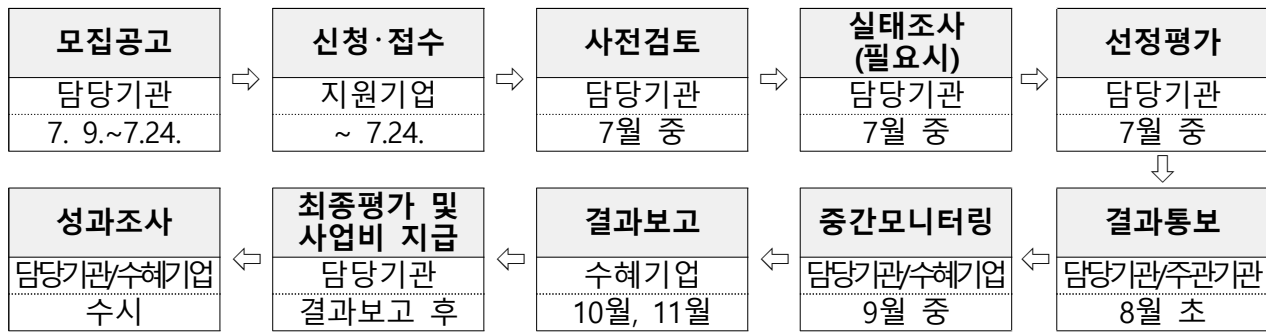 모집공고
담당기관
7. 9.~7.24.
신청·접수
지원기업
~ 7.24.
사전검토
담당기관
7월 중
실태조사
(필요시)
담당기관
7월 중
선정평가
담당기관
7월 중
결과통보
담당기관/주관기관
8월 초
중간모니터링
담당기관/수혜기업
9월 중
결과보고
수혜기업
10월, 11월
최종평가 및
사업비 지급
담당기관
결과보고 후
성과조사
담당기관/수혜기업
수시